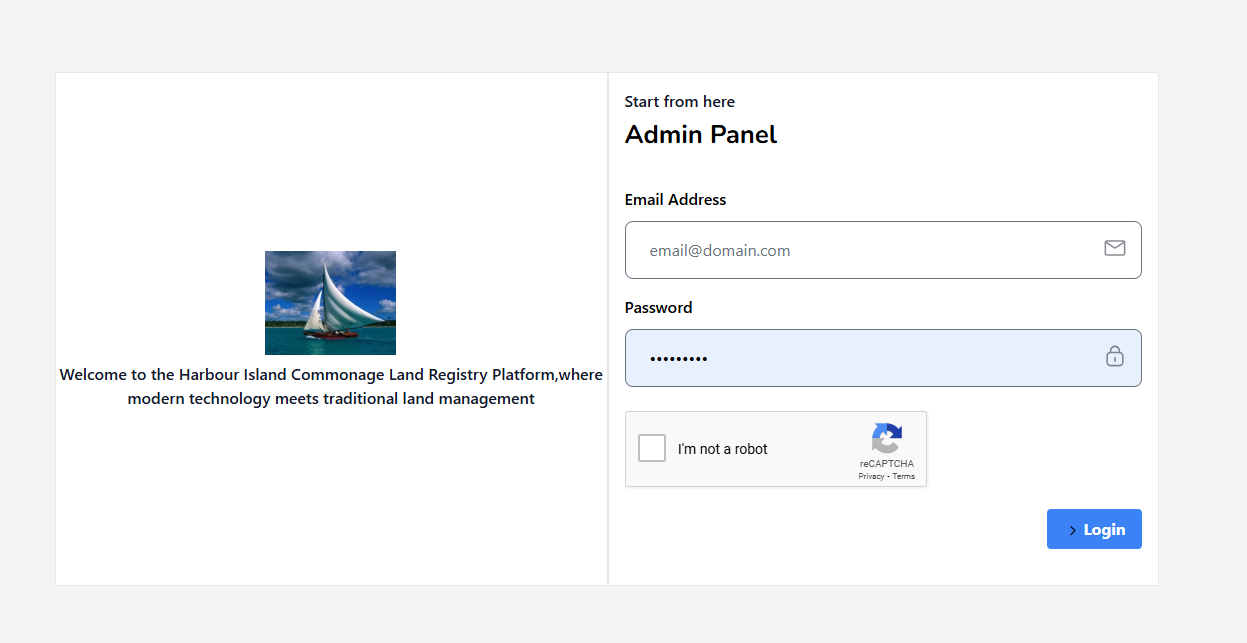 Welcome to the Harbour Island Commonage Land Registry Platform,where
modern technology meets traditional land management
Start from here
Admin Panel
Email Address
email@domain.com
Password
•••••••••
I'm not a robot
reCAPTCHA
Privacy - Terms
Login